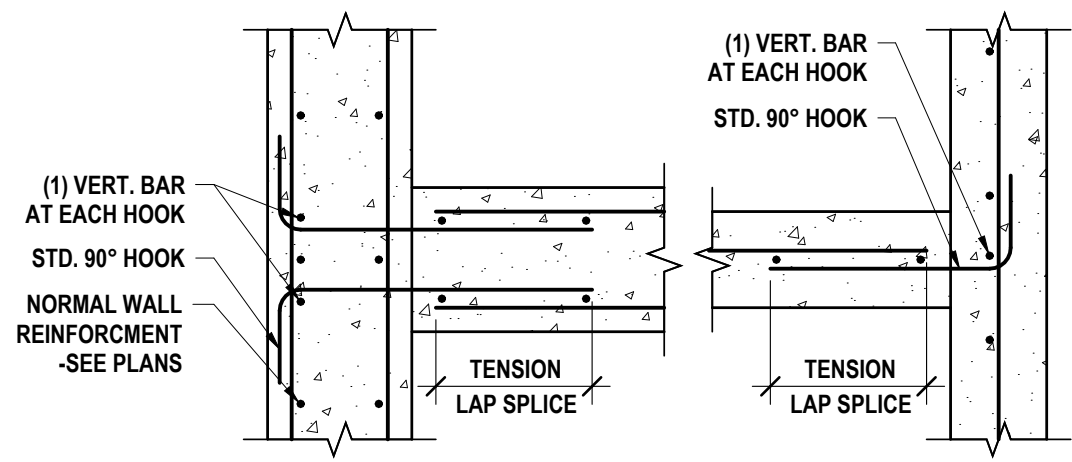 (1) VERT. BAR
AT EACH HOOK
STD. 90° HOOK
NORMAL WALL
REINFORCMENT
-SEE PLANS
TENSION
LAP SPLICE
(1) VERT. BAR
AT EACH HOOK
STD. 90° HOOK
TENSION
LAP SPLICE